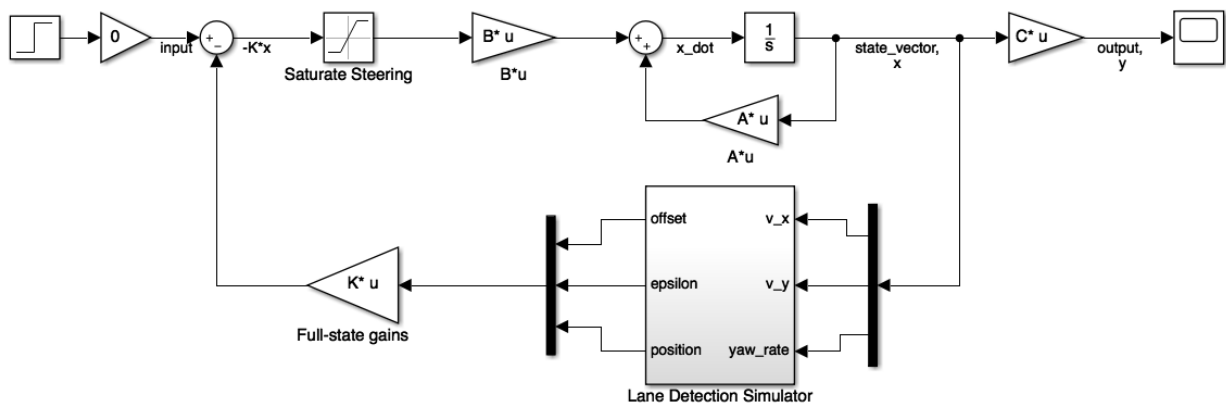 0
input
+
−
-K*x
Saturate Steering
B* u
B*u
+
+
x_dot
1
s
state_vector,
x
C* u
output,
y
A* u
A*u
offset
v_x
epsilon
v_y
position
yaw_rate
Lane Detection Simulator
K* u
Full-state gains